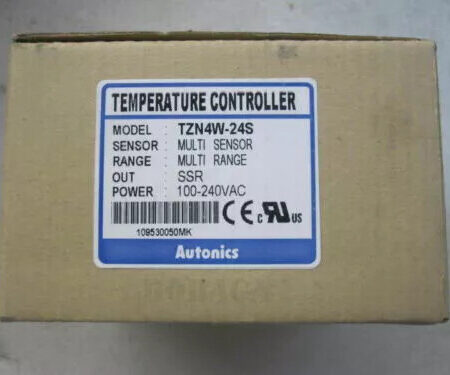 TEMPERATURE CONTROLLER
MODEL : TZN4W-24S
SENSOR : MULTI SENSOR
RANGE : MULTI RANGE
OUT : SSR
POWER : 100-240VAC
CE c RU US
109530050MK
Autonics